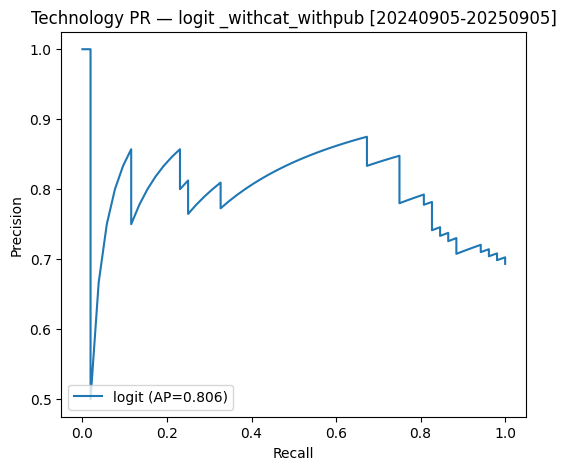 Technology PR — logit _withcat_withpub [20240905-20250905]
1.0
0.9
0.8
0.7
0.6
0.5
Precision
logit (AP=0.806)
0.0 0.2 0.4 0.6 0.8 1.0
Recall